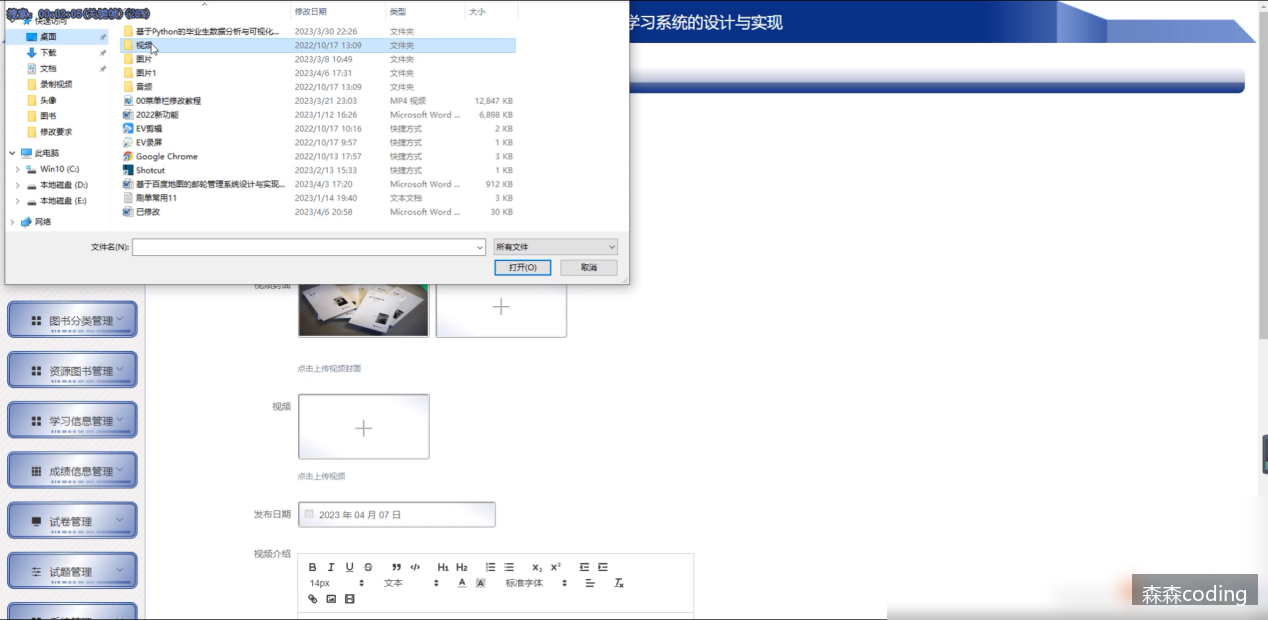 修改日期 类型 大小
学习系统的设计与实现
快速访问
桌面
下载
文档
录制视频
头像
图书
修改要求
此电脑
Win10 (C:)
本地磁盘 (D:)
本地磁盘 (E:)
网络
基于Python的毕业生数据分析与可视化... 2023/3/30 22:26 文件夹
视频 2022/10/17 13:09 文件夹
图片 2023/3/8 10:49 文件夹
图片1 2023/4/6 17:31 文件夹
音频 2022/10/17 13:09 文件夹
00菜单栏修改教程 2023/3/21 23:03 MP4 视频 12,847 KB
2022新功能 2023/1/12 16:26 Microsoft Word ... 6,898 KB
EV剪辑 2022/10/17 10:16 快捷方式 2 KB
EV录屏 2022/10/17 9:57 快捷方式 1 KB
Google Chrome 2022/10/13 17:57 快捷方式 3 KB
Shotcut 2022/2/13 15:33 快捷方式 1 KB
基于百度地图的邮轮管理系统设计与实现... 2023/4/3 17:20 Microsoft Word ... 912 KB
刷单常用11 2023/1/14 19:40 文本文档 3 KB
已修改 2023/4/6 20:58 Microsoft Word ... 30 KB
文件名(N): 所有文件
打开(O) 取消
视频封面
点击上传视频封面
视频
点击上传视频
发布日期 2023 年 04 月 07 日
视频介绍
B I U S H1 H2 X2 X2
14px 文本 A A 标准字体 Tx
图书分类管理
资源图书管理
学习信息管理
成绩信息管理
试卷管理
试题管理
森森coding